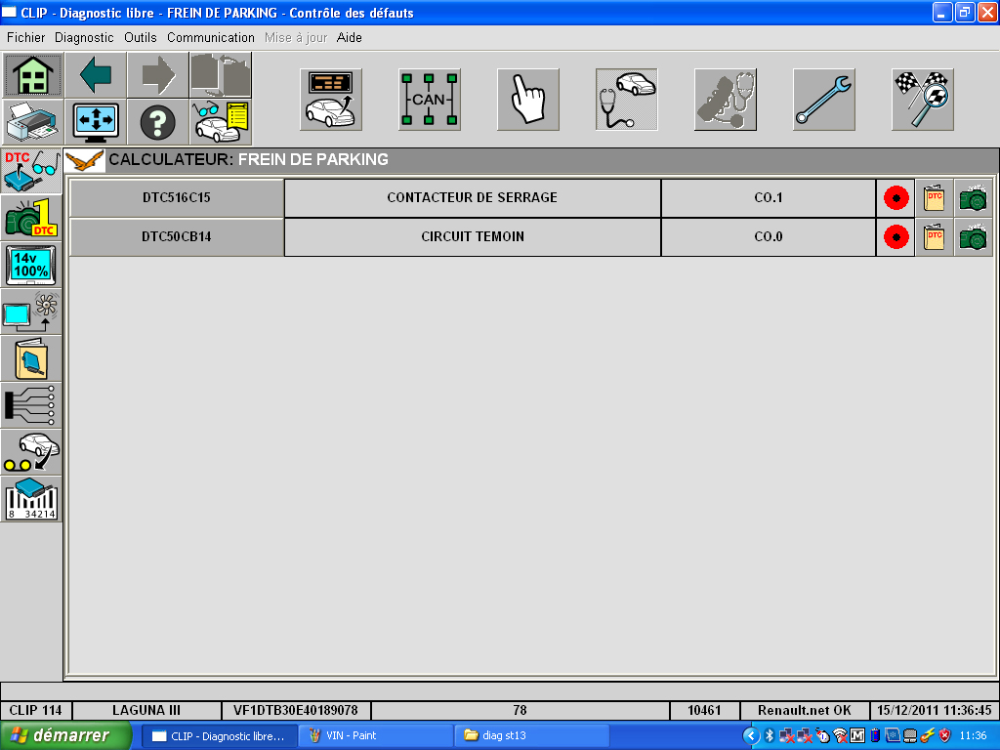 CLIP - Diagnostic libre - FREIN DE PARKING - Contrôle des défauts
Fichier Diagnostic Outils Communication Mise à jour Aide
CAN
DTC
CALCULATEUR: FREIN DE PARKING
DTC516C15 CONTACTEUR DE SERRAGE CO.1 DTC
1 DTC
DTC50CB14 CIRCUIT TEMOIN CO.0 DTC
14v
100%
8 34214
CLIP 114 LAGUNA III VF1DTB30E40189078 78 10461 Renault.net OK 15/12/2011 11:36:45
démarrer CLIP - Diagnostic libre... VIN - Paint diag st13 M 11:36